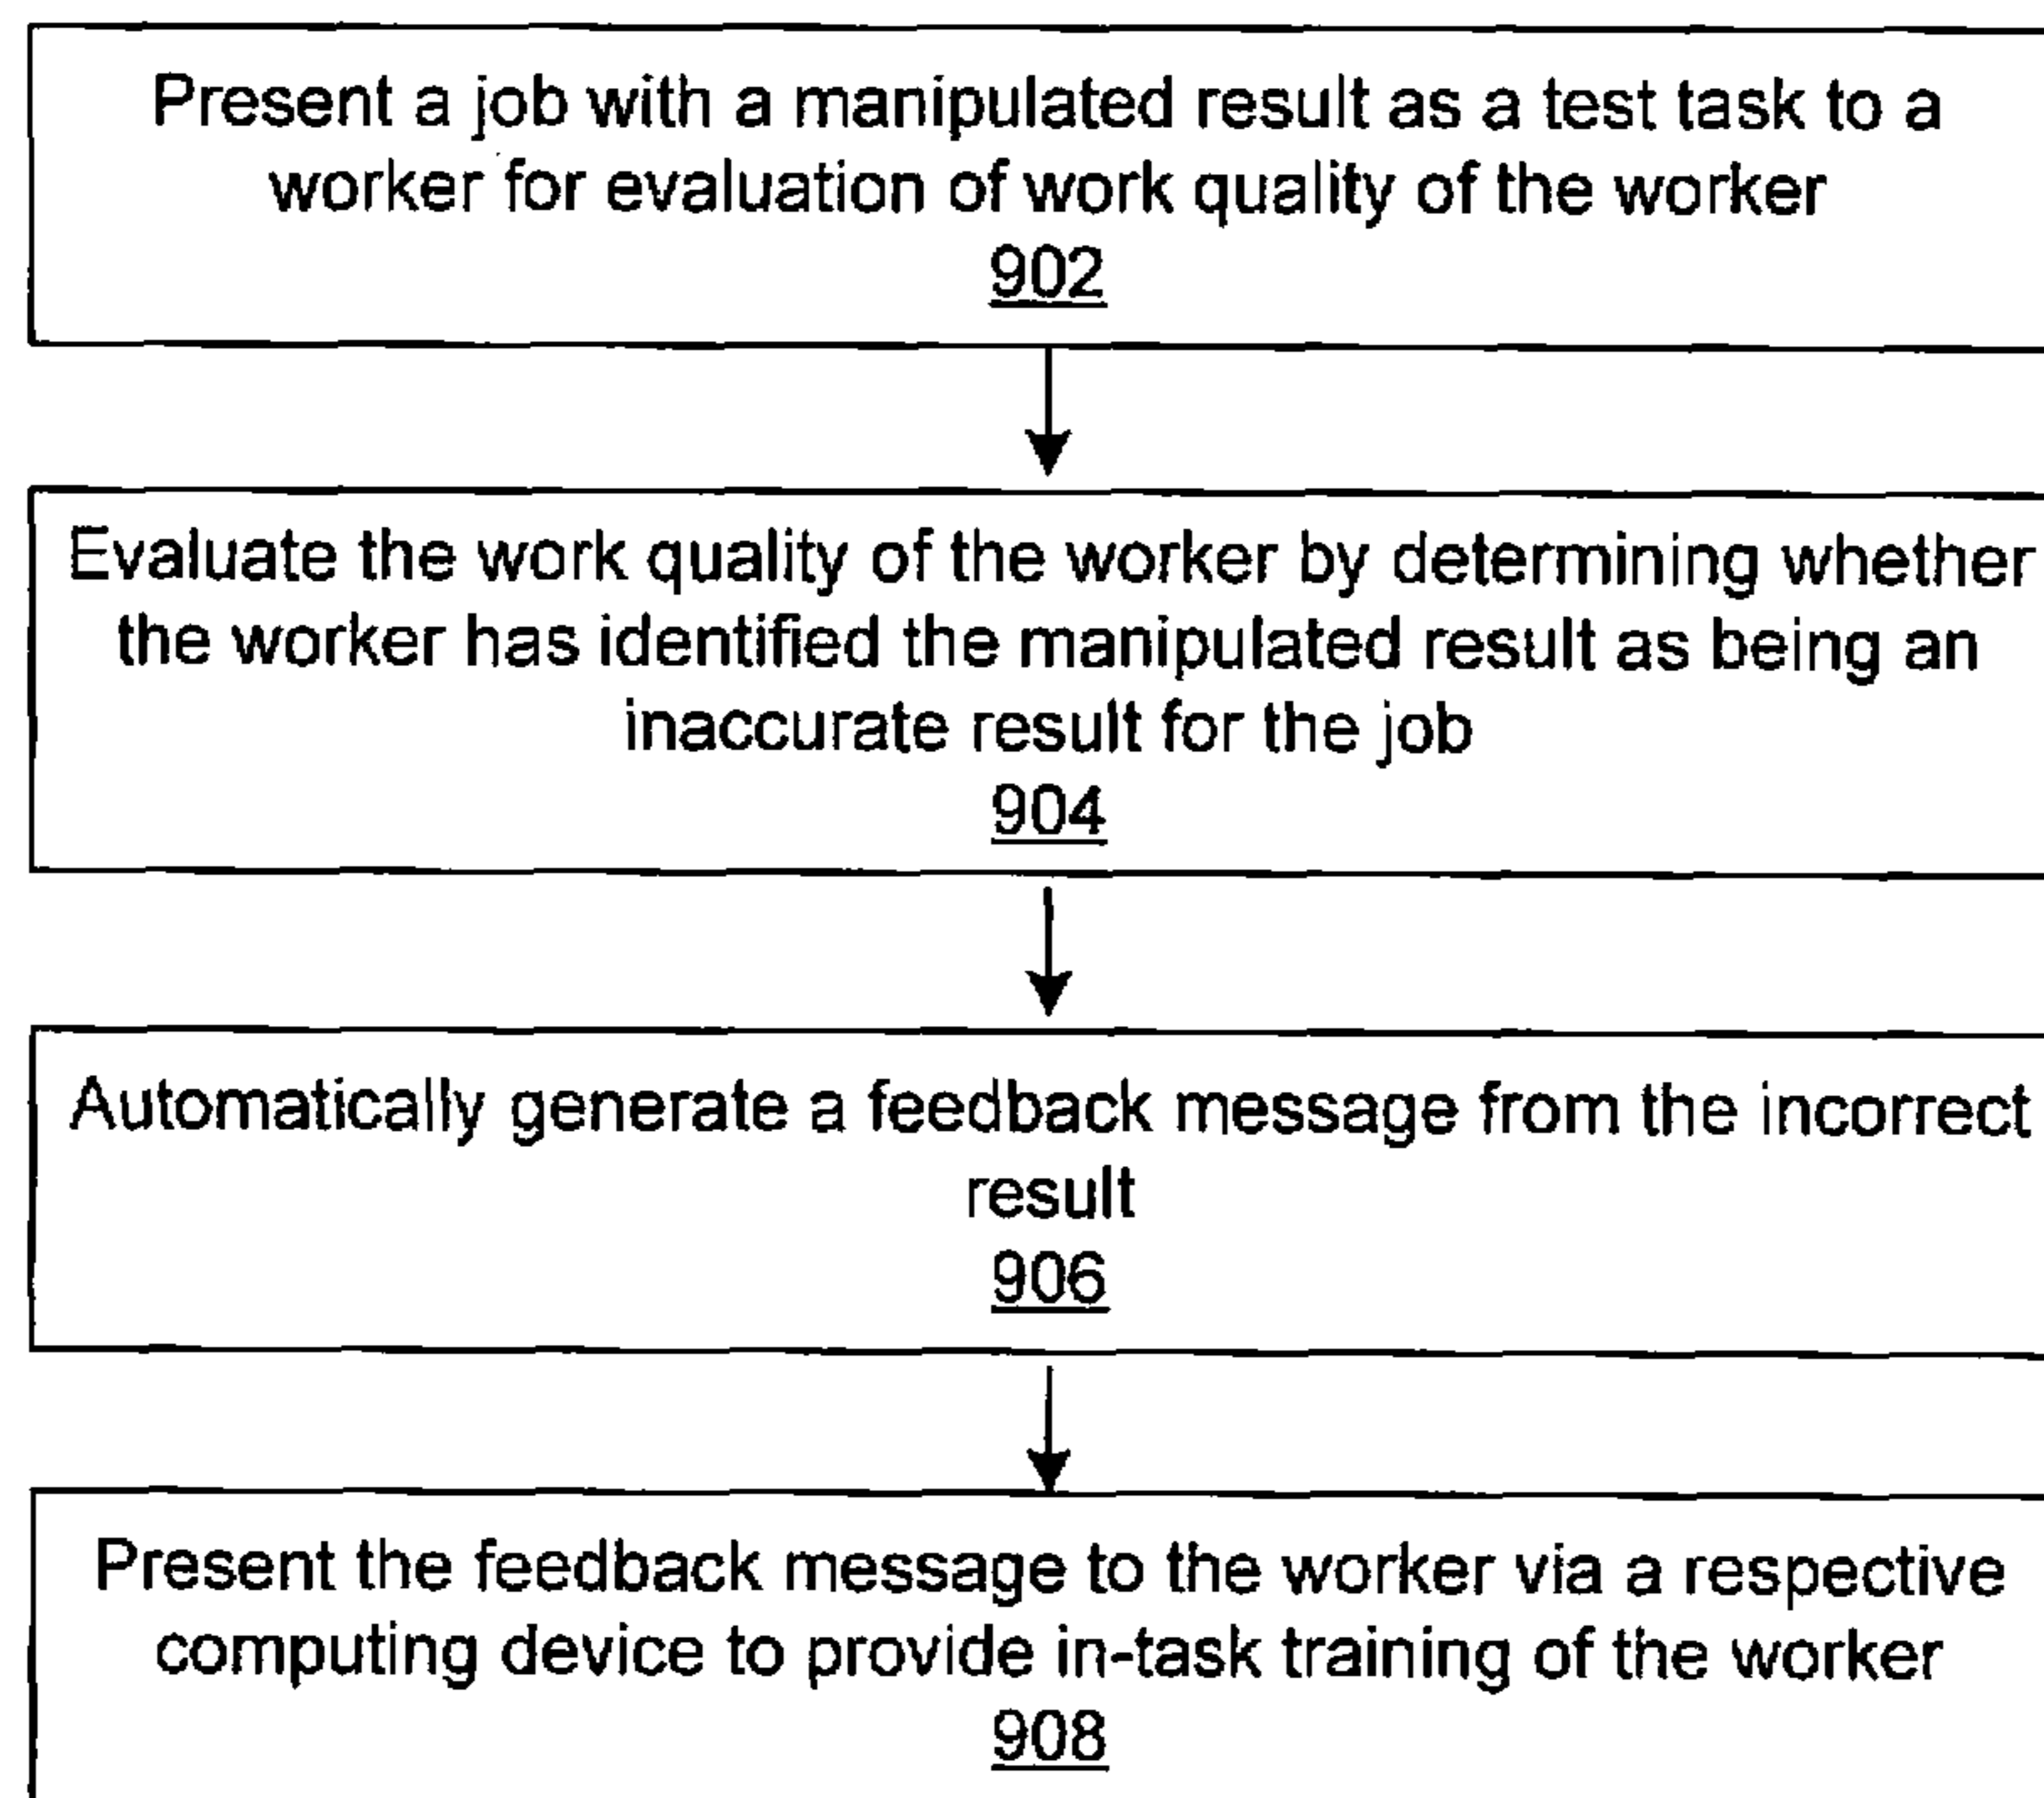 Present a job with a manipulated result as a test task to a
worker for evaluation of work quality of the worker
902
Evaluate the work quality of the worker by determining whether
the worker has identified the manipulated result as being an
inaccurate result for the job
904
Automatically generate a feedback message from the incorrect
result
906
Present the feedback message to the worker via a respective
computing device to provide in-task training of the worker
908